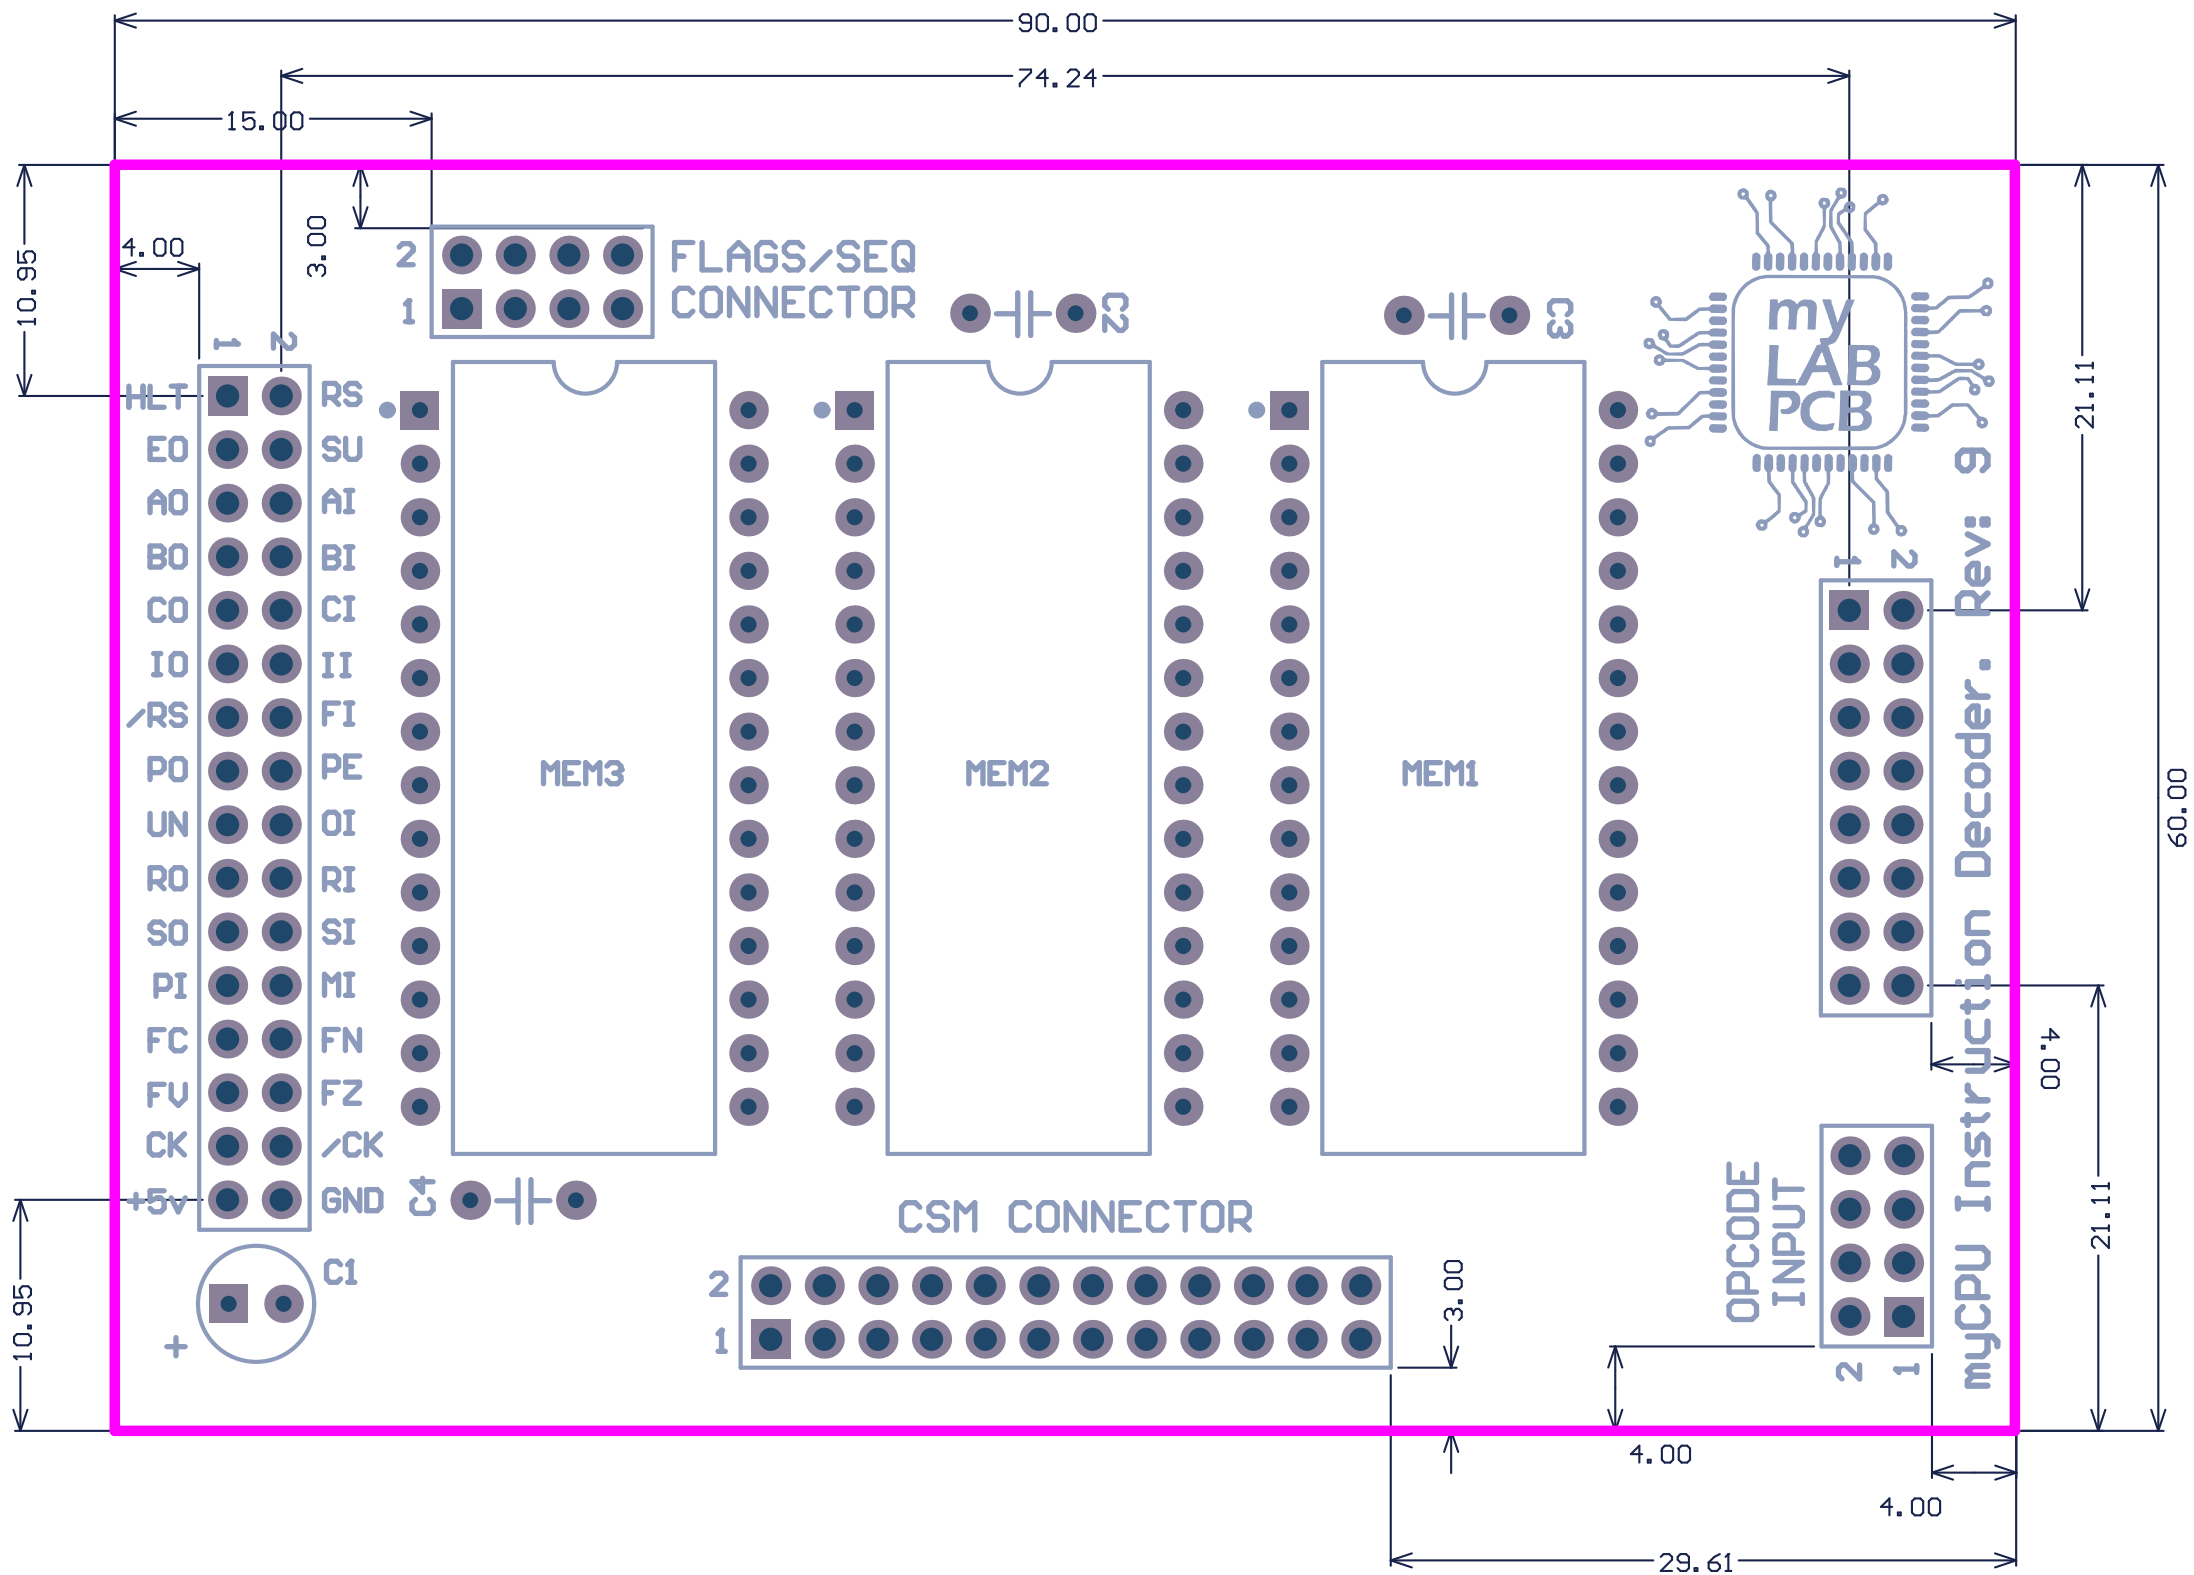 90.00
74.24
15.00
3.00
4.00
10.95
2
1
FLAGS/SEQ
CONNECTOR
C2
C3
my
LAB
PCB
21.11
1
2
HLT RS
EO SU
AO AI
BO BI
CO CI
IO II
/RS FI
PO PE
UN OI
RO RI
SO SI
PI MI
FC FN
FV FZ
CK /CK
+5v GND
MEM3
MEM2
MEM1
1
2
myCPU Instruction Decoder. Rev: 9
60.00
4.00
21.11
C4
CSM CONNECTOR
OPCODE
INPUT
10.95
C1
+
2
1
3.00
2
1
4.00
4.00
29.61